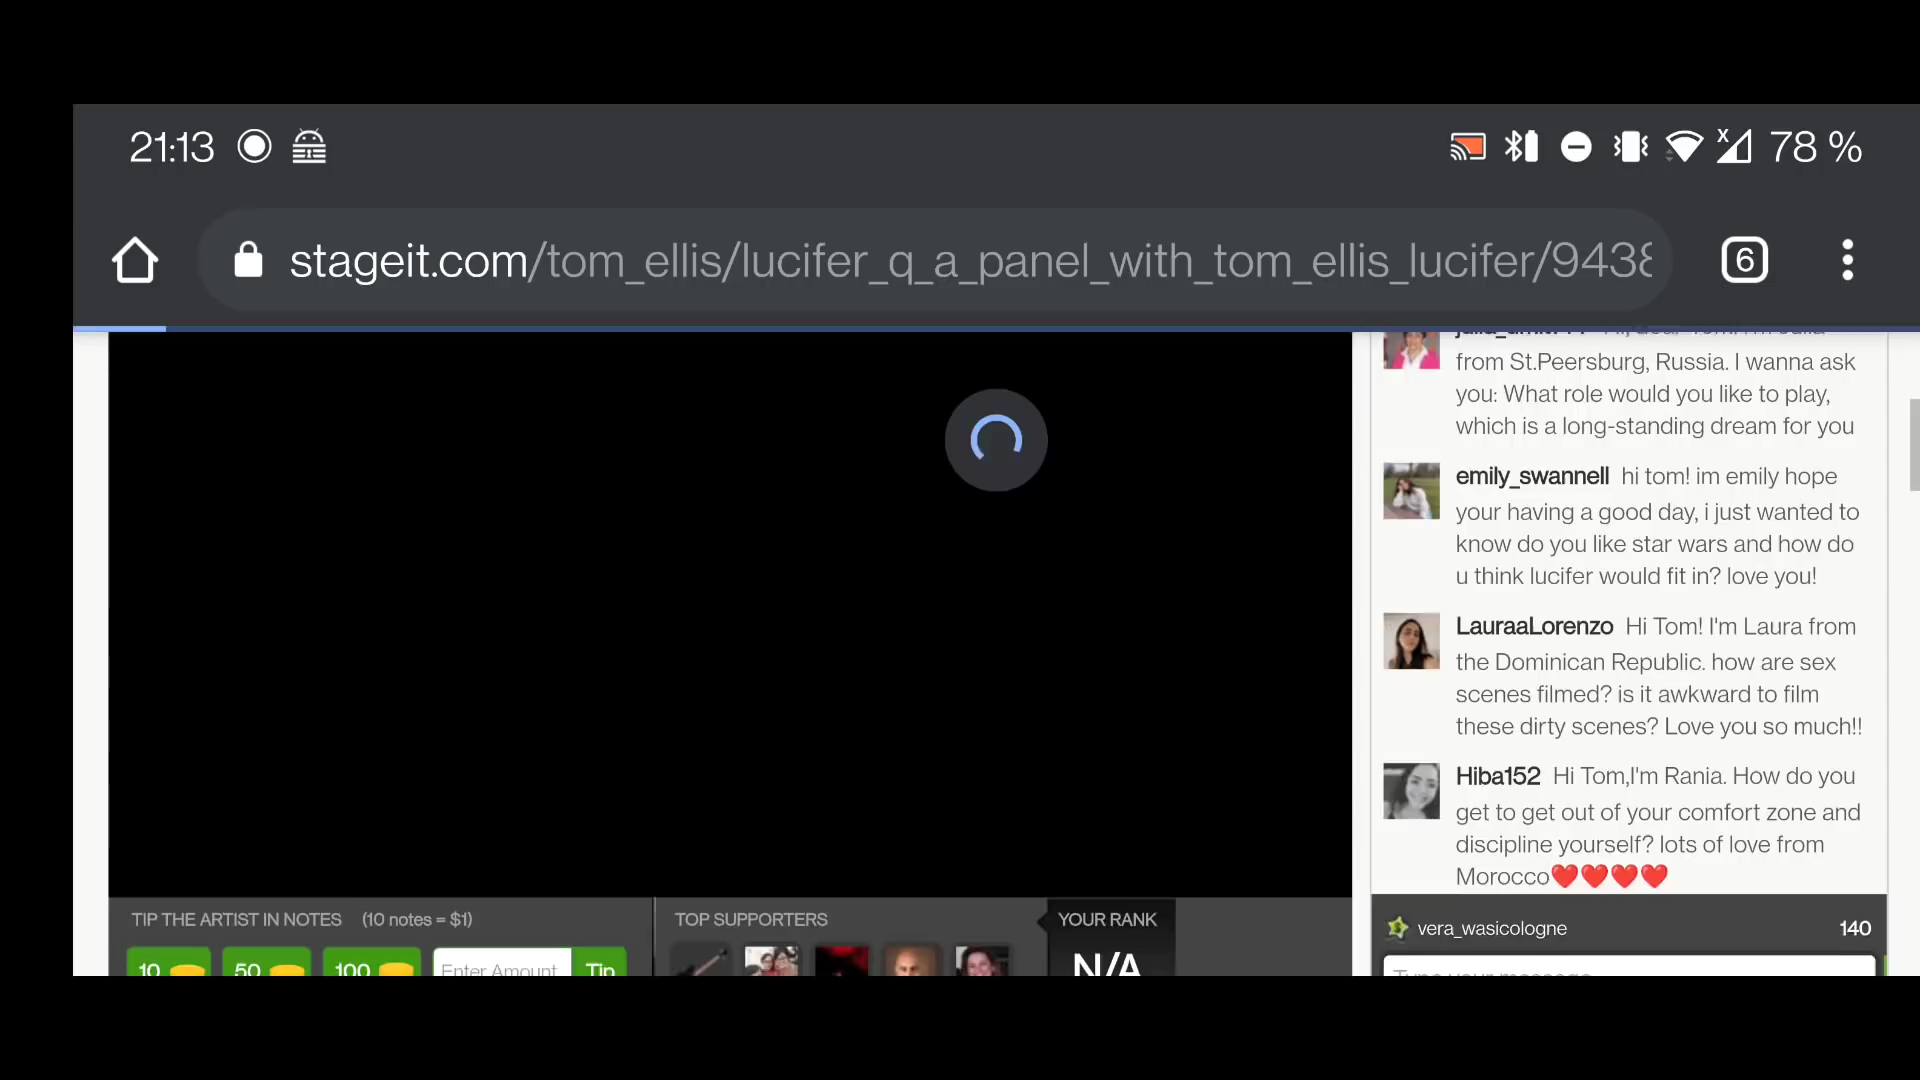 21:13
78 %
stageit.com/tom_ellis/lucifer_q_a_panel_with_tom_ellis_lucifer/9438
6
from St.Peersburg, Russia. I wanna ask
you: What role would you like to play,
which is a long-standing dream for you
emily_swannell hi tom! im emily hope
your having a good day, i just wanted to
know do you like star wars and how do
u think lucifer would fit in? love you!
LauraaLorenzo Hi Tom! I'm Laura from
the Dominican Republic. how are sex
scenes filmed? is it awkward to film
these dirty scenes? Love you so much!!
Hiba152 Hi Tom,I'm Rania. How do you
get to get out of your comfort zone and
discipline yourself? lots of love from
Morocco❤️❤️❤️❤️
vera_wasicologne 140
TIP THE ARTIST IN NOTES (10 notes = $1)
10 50 100 Enter Amount Tip
TOP SUPPORTERS
YOUR RANK
N/A